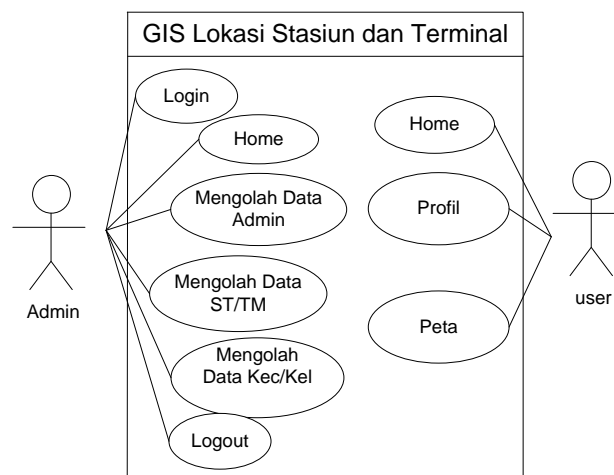 GIS Lokasi Stasiun dan Terminal
Login
Home
Mengolah Data
Admin
Mengolah Data
ST/TM
Mengolah
Data Kec/Kel
Logout
Admin
Home
Profil
Peta
user